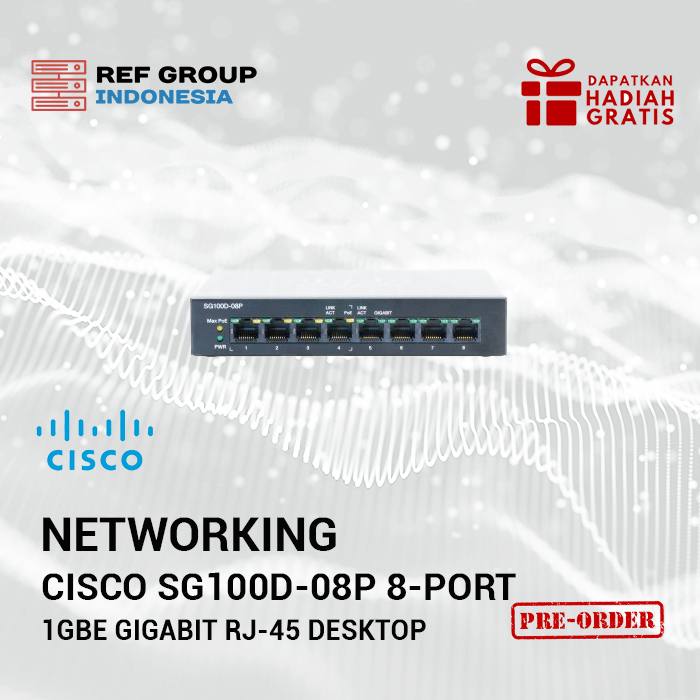 REF GROUP
INDONESIA
DAPATKAN
HADIAH
GRATIS
SG100D-08P
LINK
ACT
PoE
LINK
ACT
GIGABIT
Max PoE
PWR
1 2 3 4 5 6 7 8
CISCO
NETWORKING
CISCO SG100D-08P 8-PORT
1GBE GIGABIT RJ-45 DESKTOP
PRE-ORDER